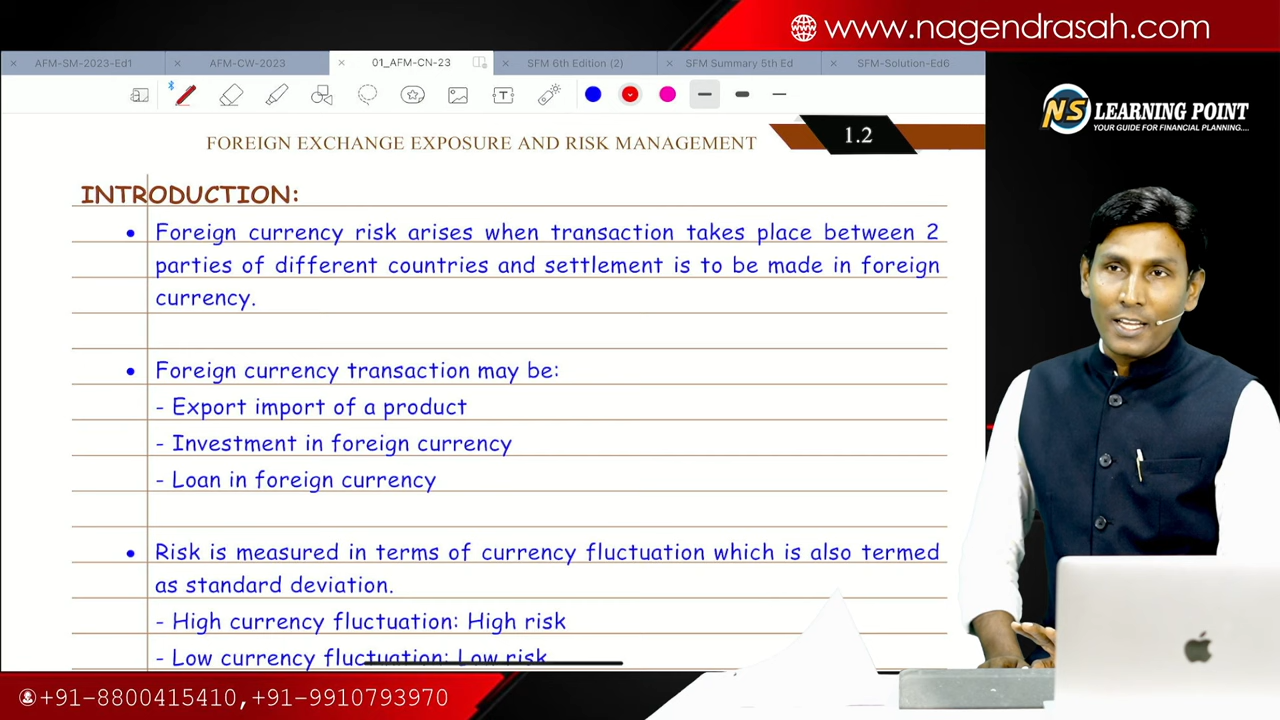 www.nagendrasah.com
AFM-SM-2023-Ed1
AFM-CW-2023
01_AFM-CN-23
SFM 6th Edition (2)
SFM Summary 5th Ed
SFM-Solution-Ed6
NS LEARNING POINT
YOUR GUIDE FOR FINANCIAL PLANNING....
FOREIGN EXCHANGE EXPOSURE AND RISK MANAGEMENT
1.2
INTRODUCTION:
• Foreign currency risk arises when transaction takes place between 2
parties of different countries and settlement is to be made in foreign
currency.
• Foreign currency transaction may be:
- Export import of a product
- Investment in foreign currency
- Loan in foreign currency
• Risk is measured in terms of currency fluctuation which is also termed
as standard deviation.
- High currency fluctuation: High risk
- Low currency fluctuation: Low risk
+91-8800415410,+91-9910793970